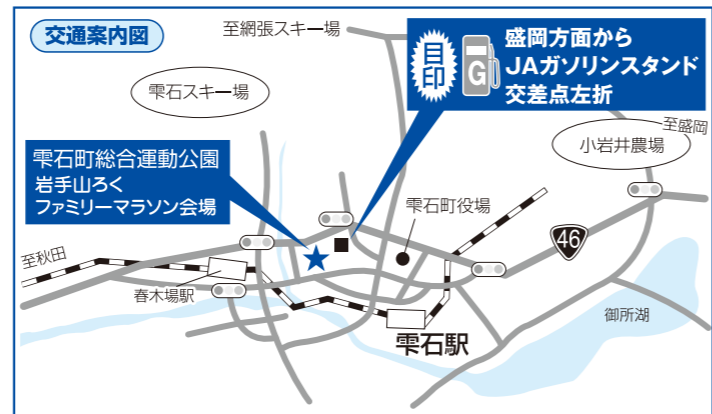 交通案内図
至網張スキー場
目印
G
盛岡方面から
JAガソリンスタンド
交差点左折
雫石スキー場
至盛岡
小岩井農場
雫石町総合運動公園
岩手山ろく
ファミリーマラソン会場
雫石町役場
46
至秋田
春木場駅
御所湖
雫石駅